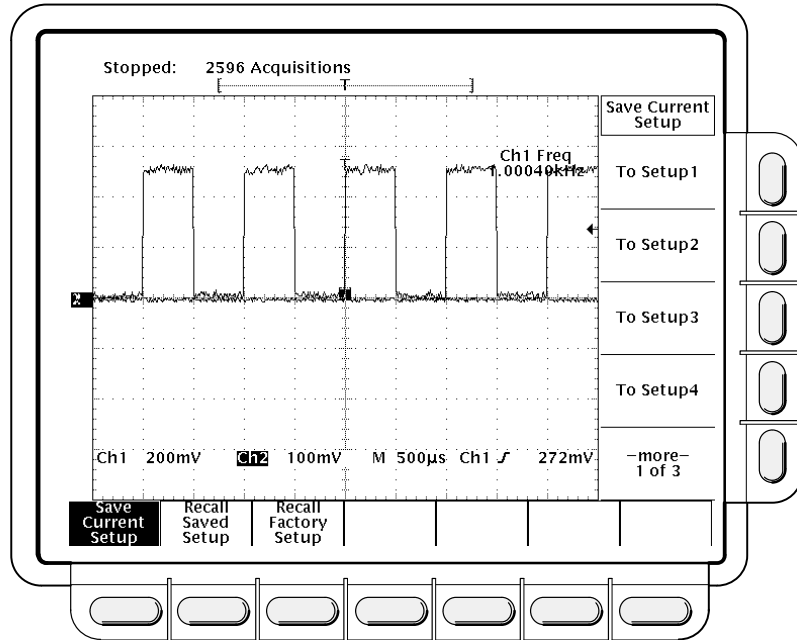 Stopped: 2596 Acquisitions
T
Save Current
Setup
Ch1 Freq
1.00040kHz
To Setup1
To Setup2
To Setup3
To Setup4
Ch1 200mV Ch2 100mV M 500µs Ch1 272mV
–more–
1 of 3
Save
Current
Setup
Recall
Saved
Setup
Recall
Factory
Setup